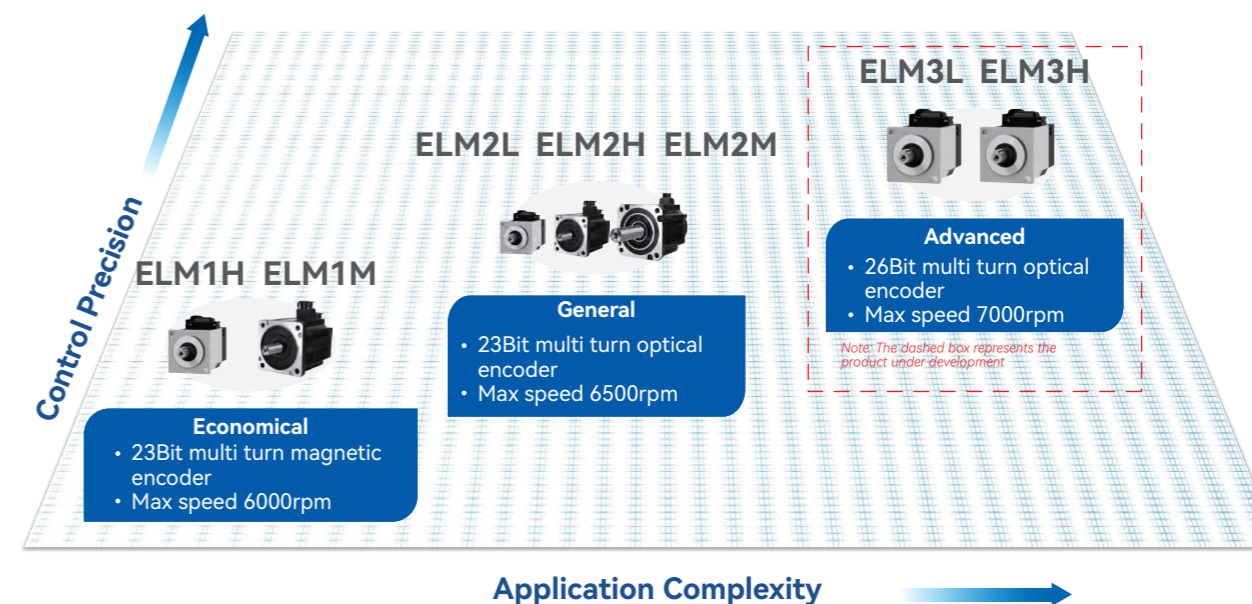 ELM3L ELM3H
ELM2L ELM2H ELM2M
Control Precision
Advanced
• 26Bit multi turn optical
encoder
• Max speed 7000rpm
Note: The dashed box represents the
product under development
ELM1H ELM1M
General
• 23Bit multi turn optical
encoder
• Max speed 6500rpm
Economical
• 23Bit multi turn magnetic
encoder
• Max speed 6000rpm
Application Complexity